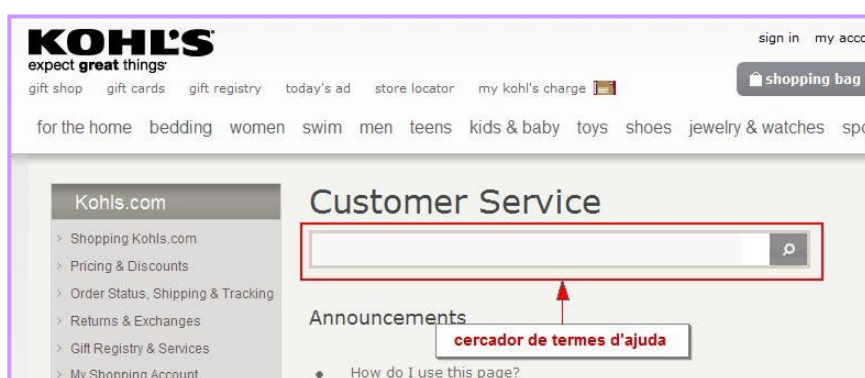 KOHL'S
expect great things
sign in my acco
gift shop gift cards gift registry today's ad store locator my kohl's charge
shopping bag
for the home bedding women swim men teens kids & baby toys shoes jewelry & watches spo
Kohls.com
> Shopping Kohls.com
> Pricing & Discounts
> Order Status, Shipping & Tracking
> Returns & Exchanges
> Gift Registry & Services
> My Shopping Account
Customer Service
Announcements
cercador de termes d'ajuda
• How do I use this page?